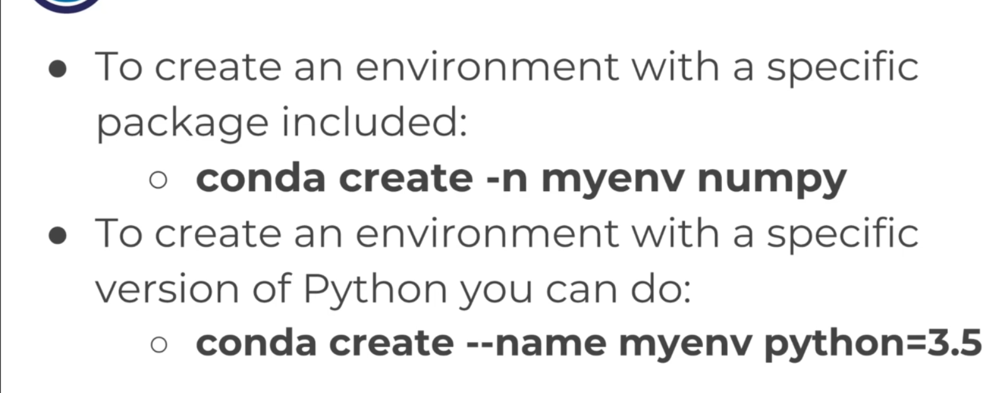 ● To create an environment with a specific
package included:
○ conda create -n myenv numpy
● To create an environment with a specific
version of Python you can do:
○ conda create --name myenv python=3.5